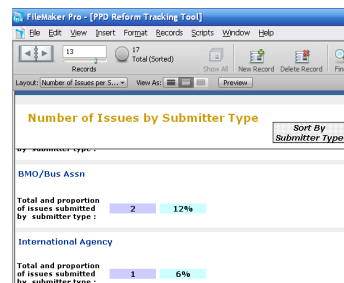 FileMaker Pro - [PPD Reform Tracking Tool]
File Edit View Insert Format Records Scripts Window Help
13
17
Total (Sorted)
Records
Show All New Record Delete Record
Layout: Number of Issues per S... View As: Preview
Number of Issues by Submitter Type
Sort By
Submitter Type
by submitter type :
BMO/Bus Assn
Total and proportion
of issues submitted
by submitter type :
2 12%
International Agency
Total and proportion
of issues submitted
by submitter type :
1 6%